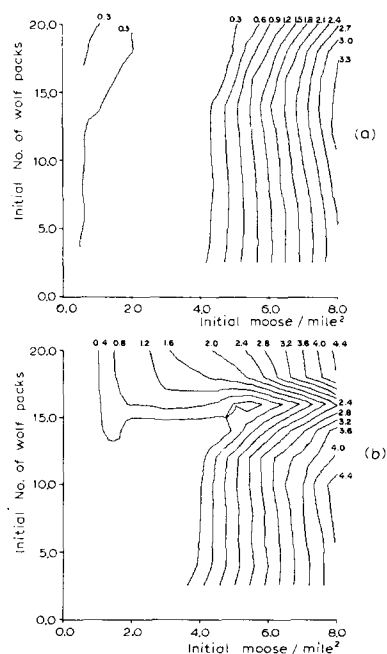 0.3 0.3 0.3 0.6 0.9 1.2 1.5 1.8 2.1 2.4
20.0 2.7
3.0
3.3
15.0
(a)
Initial No. of wolf packs
10.0
5.0
0.0
0.0 2.0 4.0 6.0 8.0
Initial moose / mile²
0.4 0.8 1.2 1.6 2.0 2.4 2.8 3.2 3.6 4.0 4.4
20.0
15.0 2.4
2.8
3.2
3.6
(b)
4.0
4.4
Initial No. of wolf packs
10.0
5.0
0.0
0.0 2.0 4.0 6.0 8.0
Initial moose / mile²